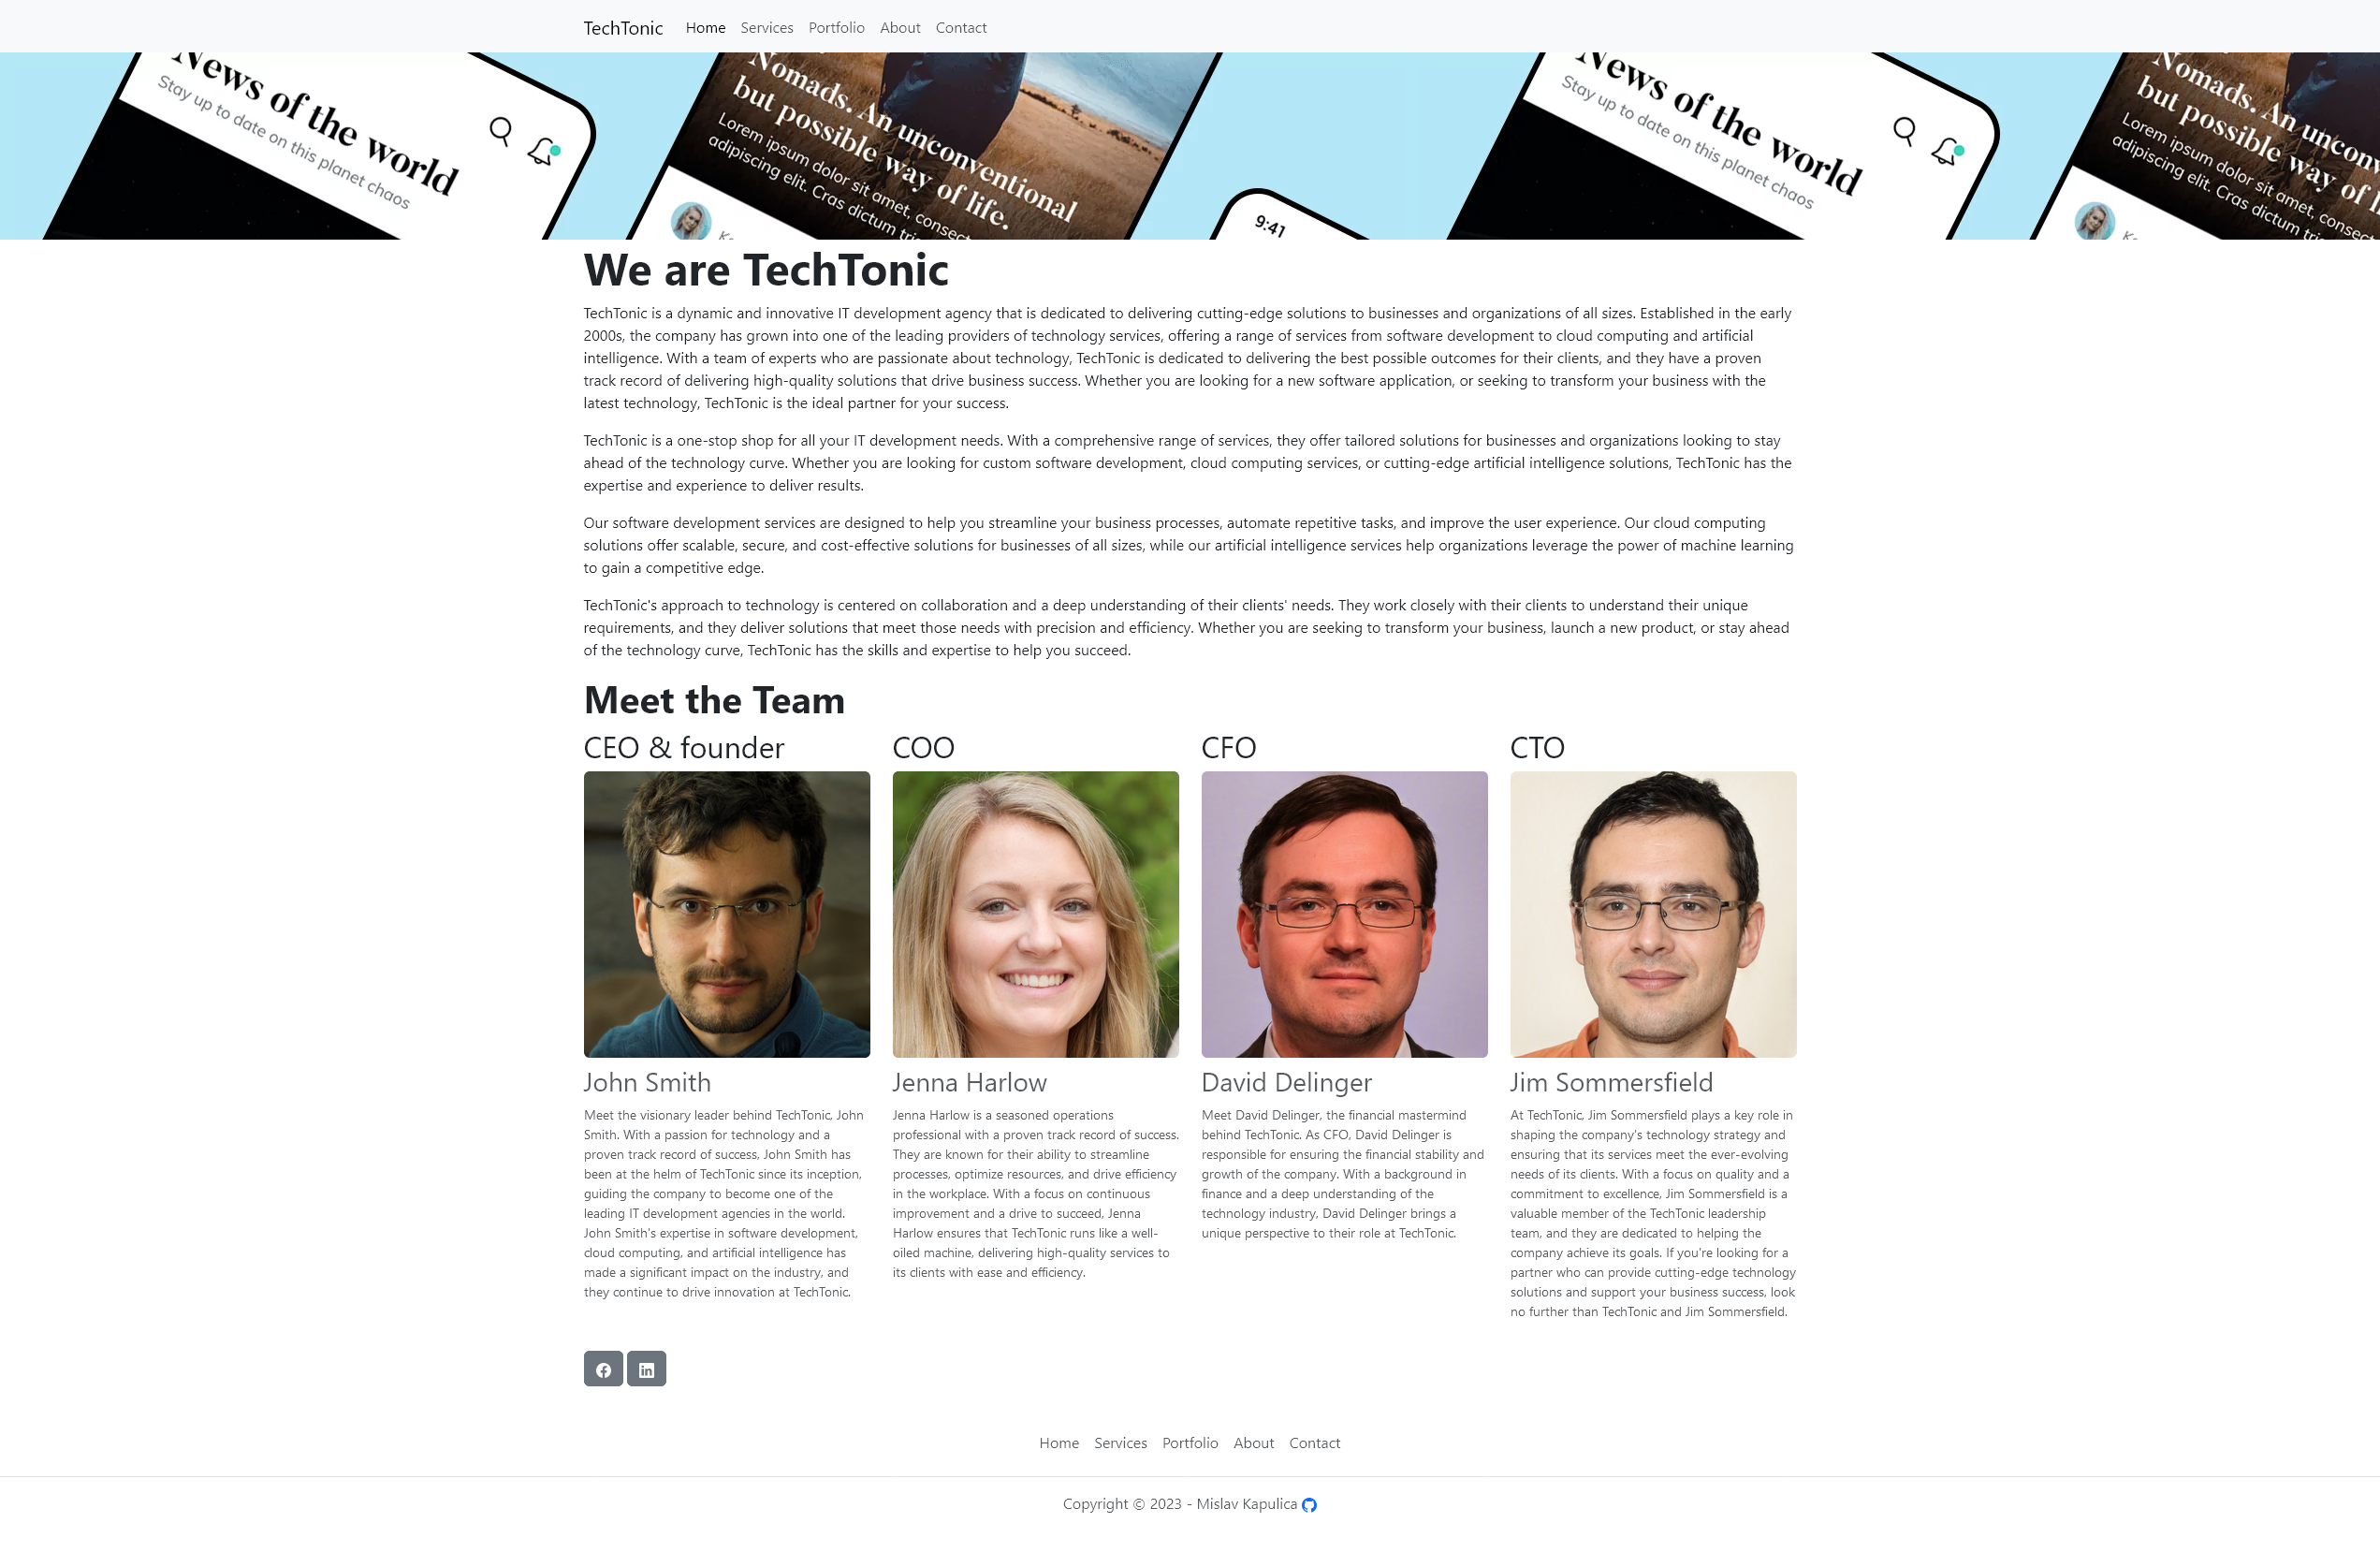 TechTonic Home Services Portfolio About Contact
News of the world
Stay up to date on this planet chaos
Nomads. An unconventional
but possible way of life.
Lorem ipsum dolor sit amet, consect
adipiscing elit. Cras dictum
9:41
News of the world
Stay up to date on this planet chaos
Nomads. An unconv
but possible way of
Lorem ipsum dolor sit amet, consec
adipiscing elit. Cras dictum
We are TechTonic
TechTonic is a dynamic and innovative IT development agency that is dedicated to delivering cutting-edge solutions to businesses and organizations of all sizes. Established in the early
2000s, the company has grown into one of the leading providers of technology services, offering a range of services from software development to cloud computing and artificial
intelligence. With a team of experts who are passionate about technology, TechTonic is dedicated to delivering the best possible outcomes for their clients, and they have a proven
track record of delivering high-quality solutions that drive business success. Whether you are looking for a new software application, or seeking to transform your business with the
latest technology, TechTonic is the ideal partner for your success.
TechTonic is a one-stop shop for all your IT development needs. With a comprehensive range of services, they offer tailored solutions for businesses and organizations looking to stay
ahead of the technology curve. Whether you are looking for custom software development, cloud computing services, or cutting-edge artificial intelligence solutions, TechTonic has the
expertise and experience to deliver results.
Our software development services are designed to help you streamline your business processes, automate repetitive tasks, and improve the user experience. Our cloud computing
solutions offer scalable, secure, and cost-effective solutions for businesses of all sizes, while our artificial intelligence services help organizations leverage the power of machine learning
to gain a competitive edge.
TechTonic's approach to technology is centered on collaboration and a deep understanding of their clients' needs. They work closely with their clients to understand their unique
requirements, and they deliver solutions that meet those needs with precision and efficiency. Whether you are seeking to transform your business, launch a new product, or stay ahead
of the technology curve, TechTonic has the skills and expertise to help you succeed.
Meet the Team
CEO & founder
John Smith
Meet the visionary leader behind TechTonic, John
Smith. With a passion for technology and a
proven track record of success, John Smith has
been at the helm of TechTonic since its inception,
guiding the company to become one of the
leading IT development agencies in the world.
John Smith's expertise in software development,
cloud computing, and artificial intelligence has
made a significant impact on the industry, and
they continue to drive innovation at TechTonic.
COO
Jenna Harlow
Jenna Harlow is a seasoned operations
professional with a proven track record of success.
They are known for their ability to streamline
processes, optimize resources, and drive efficiency
in the workplace. With a focus on continuous
improvement and a drive to succeed, Jenna
Harlow ensures that TechTonic runs like a well-
oiled machine, delivering high-quality services to
its clients with ease and efficiency.
CFO
David Delinger
Meet David Delinger, the financial mastermind
behind TechTonic. As CFO, David Delinger is
responsible for ensuring the financial stability and
growth of the company. With a background in
finance and a deep understanding of the
technology industry, David Delinger brings a
unique perspective to their role at TechTonic.
CTO
Jim Sommersfield
At TechTonic, Jim Sommersfield plays a key role in
shaping the company's technology strategy and
ensuring that its services meet the ever-evolving
needs of its clients. With a focus on quality and a
commitment to excellence, Jim Sommersfield is a
valuable member of the TechTonic leadership
team, and they are dedicated to helping the
company achieve its goals. If you're looking for a
partner who can provide cutting-edge technology
solutions and support your business success, look
no further than TechTonic and Jim Sommersfield.
Home Services Portfolio About Contact
Copyright © 2023 - Mislav Kapulica